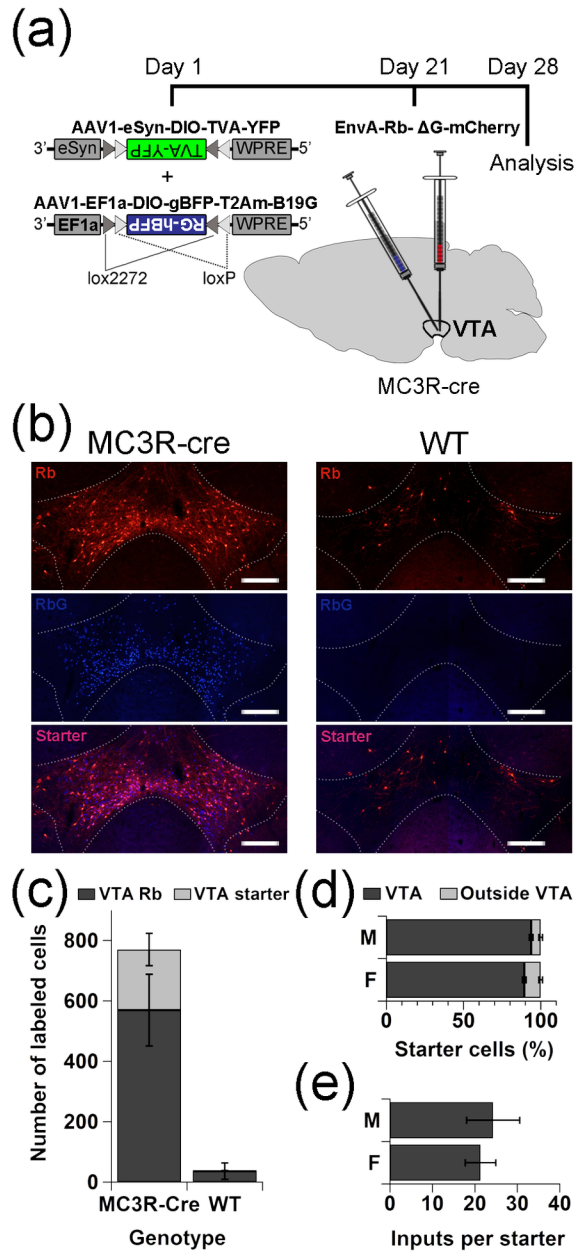 (a)
Day 1 Day 21 Day 28
AAV1-eSyn-DIO-TVA-YFP
EnvA-Rb- ΔG-mCherry
Analysis
3' eSyn TVA-YFP WPRE 5'
+
AAV1-EF1a-DIO-gBFP-T2Am-B19G
3' EF1a RG-hBFP WPRE 5'
lox2272 loxP
VTA
MC3R-cre
(b)
MC3R-cre WT
Rb Rb
RbG RbG
Starter Starter
(c)
VTA Rb VTA starter
Number of labeled cells
800
600
400
200
0
MC3R-Cre WT
Genotype
(d)
VTA Outside VTA
M
F
0 50 100
Starter cells (%)
(e)
M
F
0 10 20 30 40
Inputs per starter